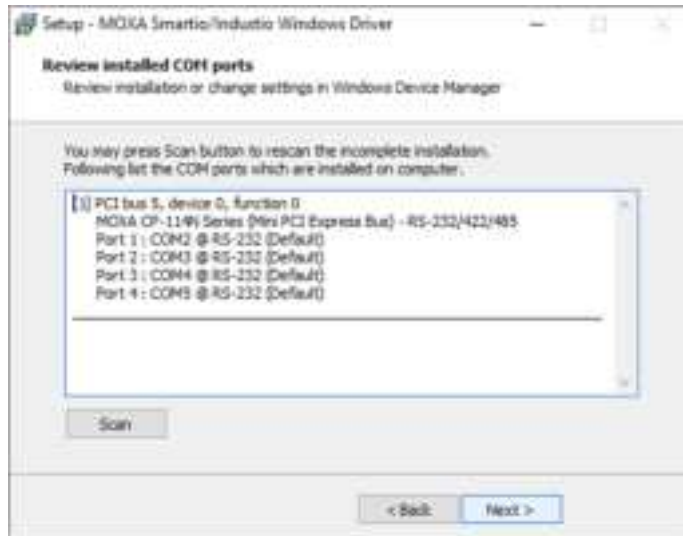 Setup - MOXA Smartio/Industio Windows Driver
Review installed COM ports
Review installation or change settings in Windows Device Manager
You may press Scan button to rescan the incomplete installation.
Following list the COM ports which are installed on computer.
[1] PCI bus 5, device 0, function 0
MOXA CP-114N Series (Mini PCI Express Bus) - RS-232/422/485
Port 1 : COM2 @ RS-232 (Default)
Port 2 : COM3 @ RS-232 (Default)
Port 3 : COM4 @ RS-232 (Default)
Port 4 : COM5 @ RS-232 (Default)
Scan
< Back
Next >